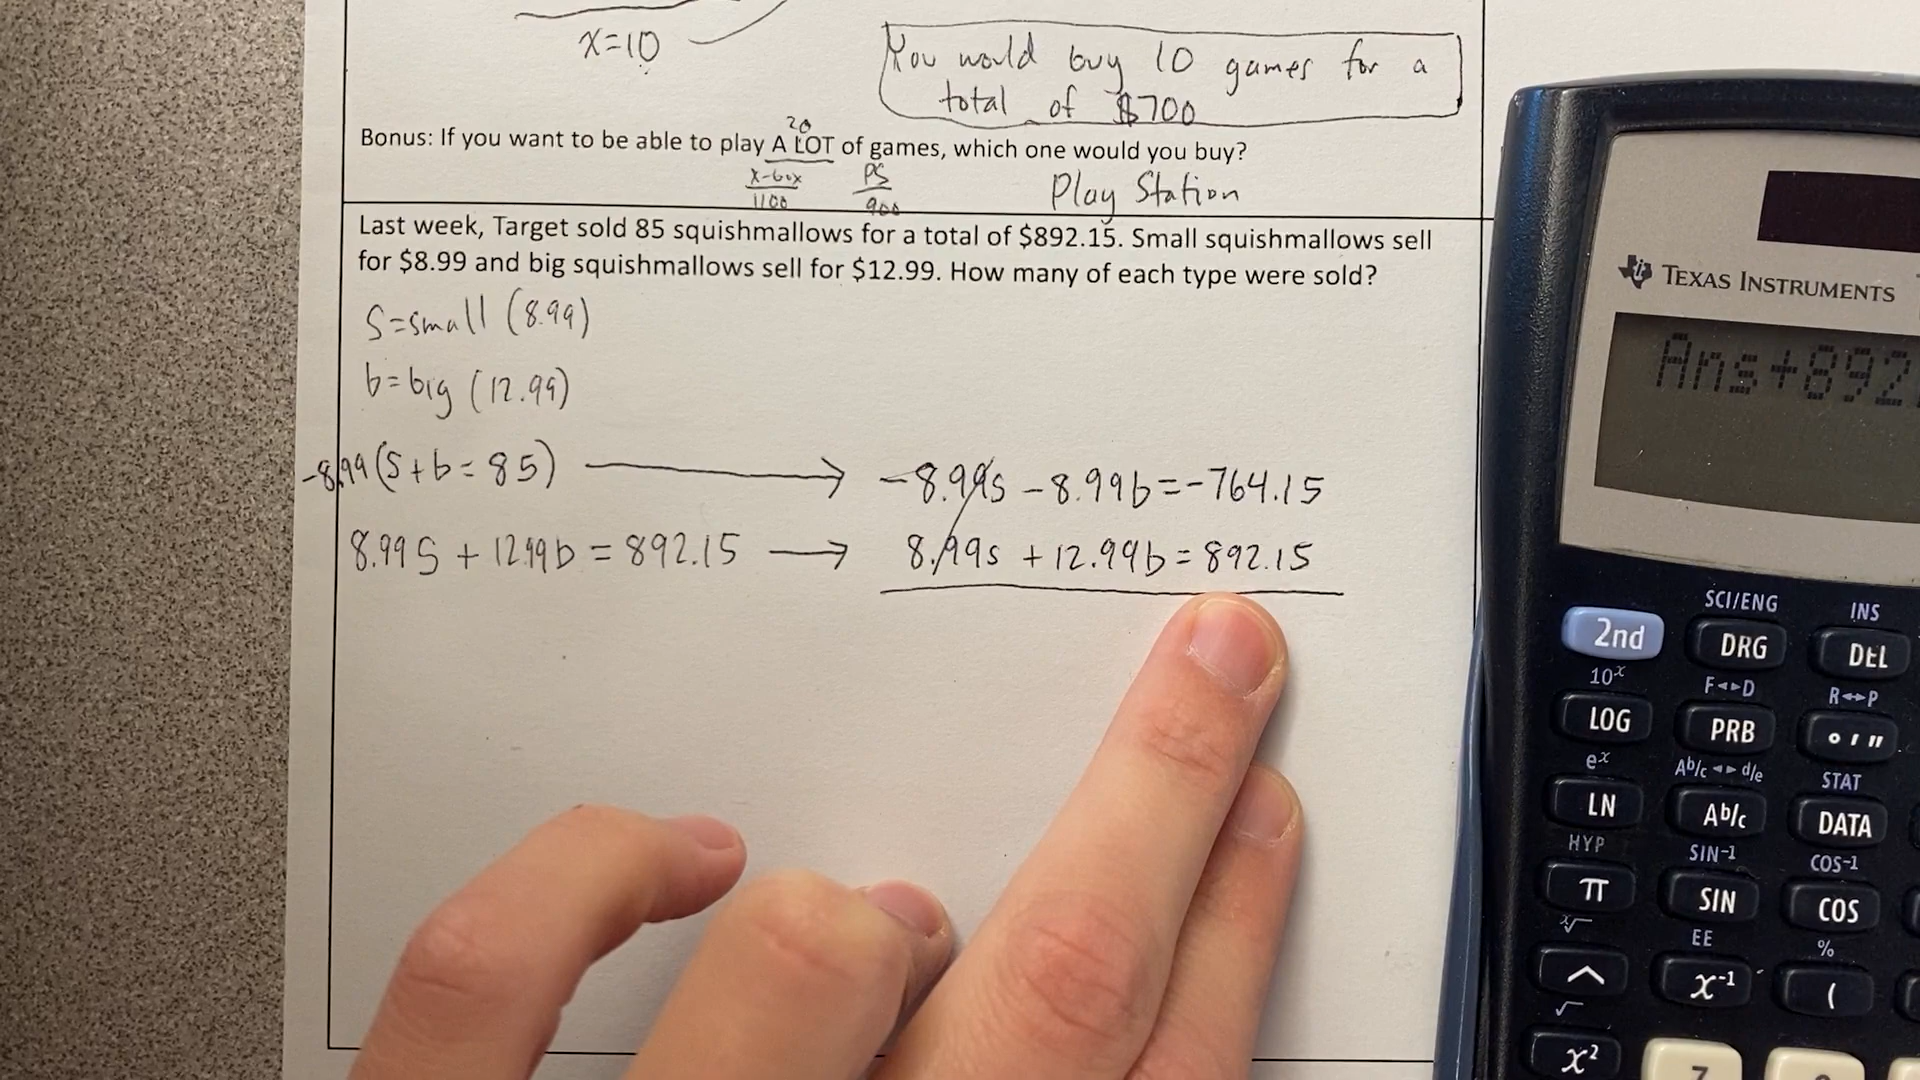 x=10
You would buy 10 games for a
total of $700
20
Bonus: If you want to be able to play A LOT of games, which one would you buy?
x-box
1100
PS
900
Play Station
Last week, Target sold 85 squishmallows for a total of $892.15. Small squishmallows sell
for $8.99 and big squishmallows sell for $12.99. How many of each type were sold?
S=small (8.99)
b=big (12.99)
-8.99(S+b=85)
-8.99s -8.99b=-764.15
8.99S + 12.99b = 892.15
8.99s +12.99b=892.15
TEXAS INSTRUMENTS
Ans+892
SCI/ENG INS
2nd DRG DEL
10ˣ F◄►D R◄►P
LOG PRB ° ' "
eˣ Ab/c ◄► d/e STAT
LN Ab/c DATA
HYP SIN⁻¹ COS⁻¹
π SIN COS
ˣ√ EE %
^ x⁻¹ (
√
x² 7